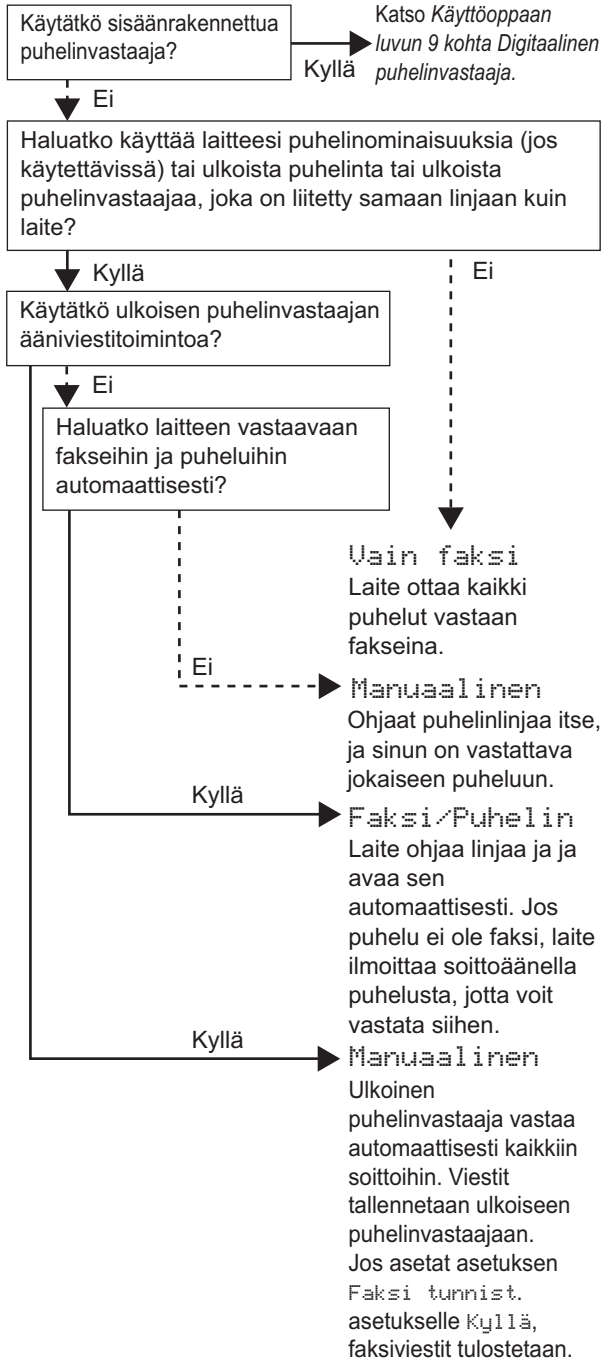 Käytätkö sisäänrakennettua
puhelinvastaaja?
Kyllä
Katso Käyttöoppaan
luvun 9 kohta Digitaalinen
puhelinvastaaja.
Ei
Haluatko käyttää laitteesi puhelinominaisuuksia (jos
käytettävissä) tai ulkoista puhelinta tai ulkoista
puhelinvastaajaa, joka on liitetty samaan linjaan kuin
laite?
Kyllä
Ei
Käytätkö ulkoisen puhelinvastaajan
ääniviestitoimintoa?
Ei
Haluatko laitteen vastaavaan
fakseihin ja puheluihin
automaattisesti?
Vain faksi
Laite ottaa kaikki
puhelut vastaan
fakseina.
Ei
Manuaalinen
Ohjaat puhelinlinjaa itse,
ja sinun on vastattava
jokaiseen puheluun.
Kyllä
Faksi/Puhelin
Laite ohjaa linjaa ja ja
avaa sen
automaattisesti. Jos
puhelu ei ole faksi, laite
ilmoittaa soittoäänella
puhelusta, jotta voit
vastata siihen.
Kyllä
Manuaalinen
Ulkoinen
puhelinvastaaja vastaa
automaattisesti kaikkiin
soittoihin. Viestit
tallennetaan ulkoiseen
puhelinvastaajaan.
Jos asetat asetuksen
Faksi tunnist.
asetukselle Kyllä,
faksiviestit tulostetaan.